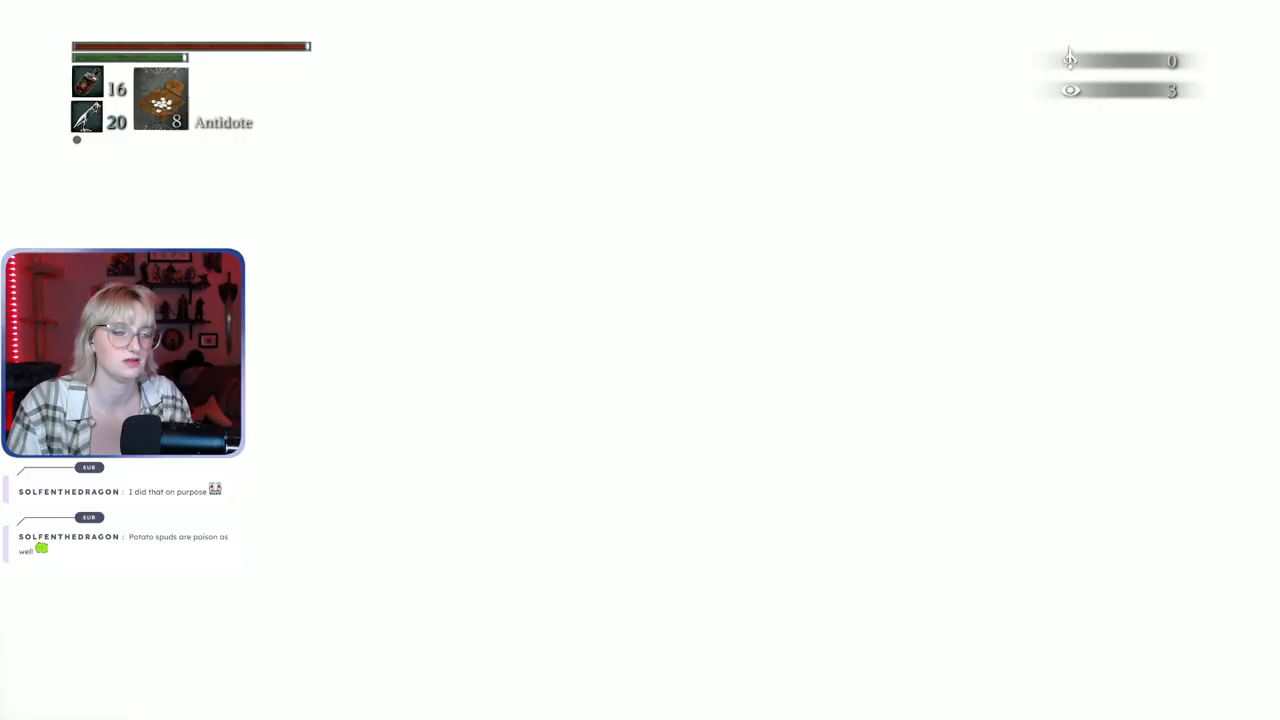 16
20
8
Antidote
0
3
SUB
SOLFENTHEDRAGON : I did that on purpose
SUB
SOLFENTHEDRAGON : Potato spuds are poison as
well